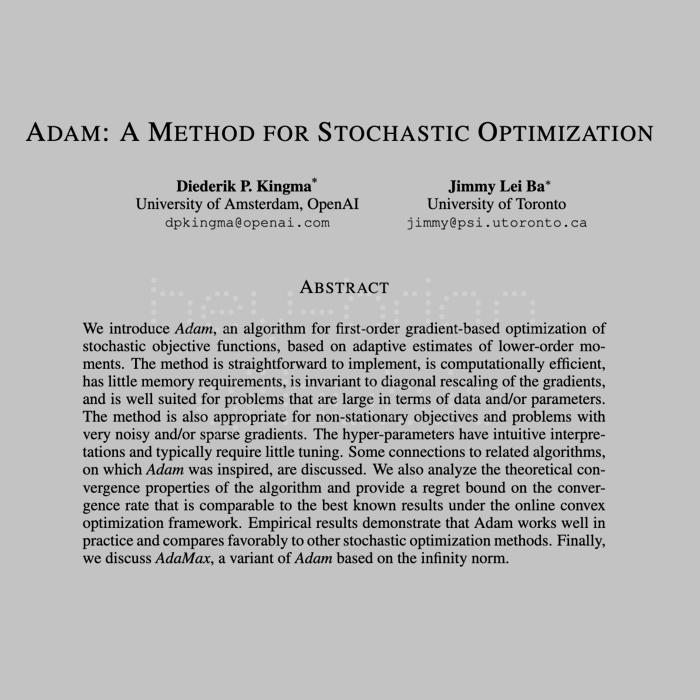 ADAM: A METHOD FOR STOCHASTIC OPTIMIZATION
Diederik P. Kingma*
University of Amsterdam, OpenAI
dpkingma@openai.com
Jimmy Lei Ba*
University of Toronto
jimmy@psi.utoronto.ca
ABSTRACT
We introduce Adam, an algorithm for first-order gradient-based optimization of
stochastic objective functions, based on adaptive estimates of lower-order mo-
ments. The method is straightforward to implement, is computationally efficient,
has little memory requirements, is invariant to diagonal rescaling of the gradients,
and is well suited for problems that are large in terms of data and/or parameters.
The method is also appropriate for non-stationary objectives and problems with
very noisy and/or sparse gradients. The hyper-parameters have intuitive interpre-
tations and typically require little tuning. Some connections to related algorithms,
on which Adam was inspired, are discussed. We also analyze the theoretical con-
vergence properties of the algorithm and provide a regret bound on the conver-
gence rate that is comparable to the best known results under the online convex
optimization framework. Empirical results demonstrate that Adam works well in
practice and compares favorably to other stochastic optimization methods. Finally,
we discuss AdaMax, a variant of Adam based on the infinity norm.